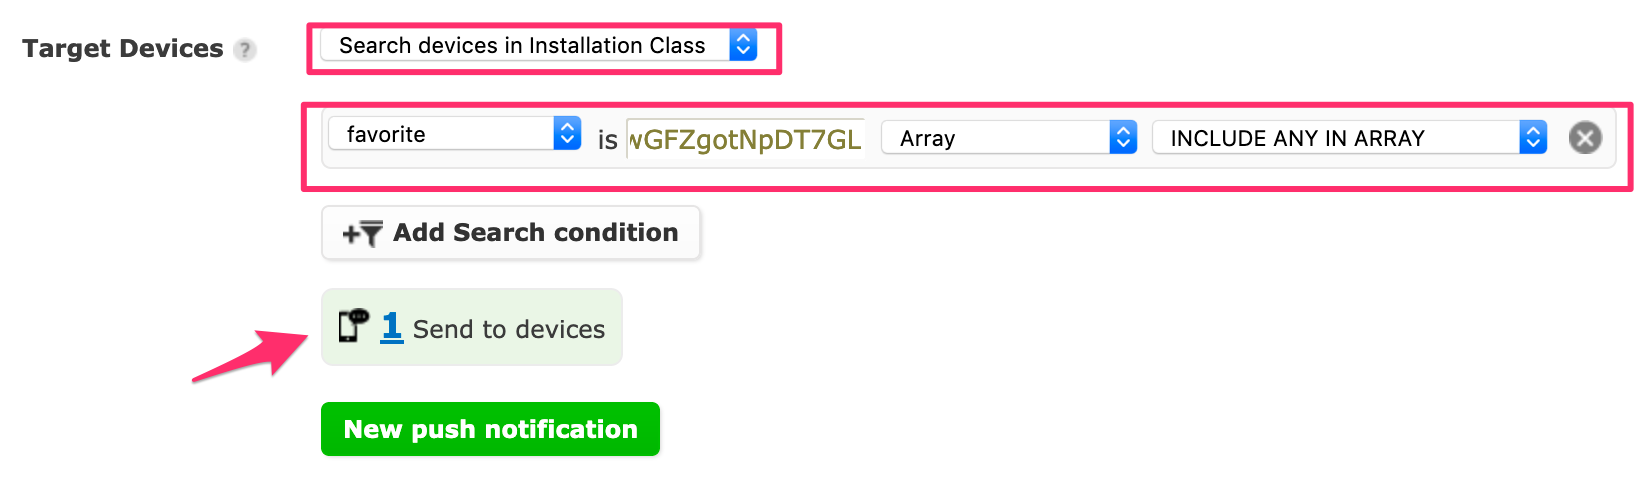 Target Devices ? Search devices in Installation Class
favorite is wGFZgotNpDT7GL Array INCLUDE ANY IN ARRAY
Add Search condition
1 Send to devices
New push notification